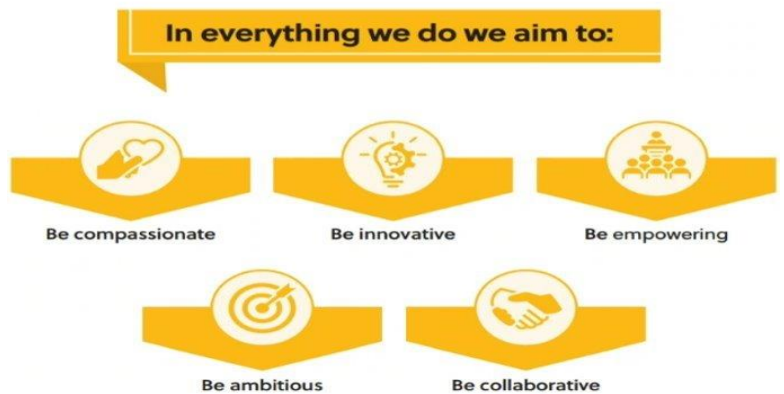 In everything we do we aim to:
Be compassionate
Be innovative
Be empowering
Be ambitious
Be collaborative